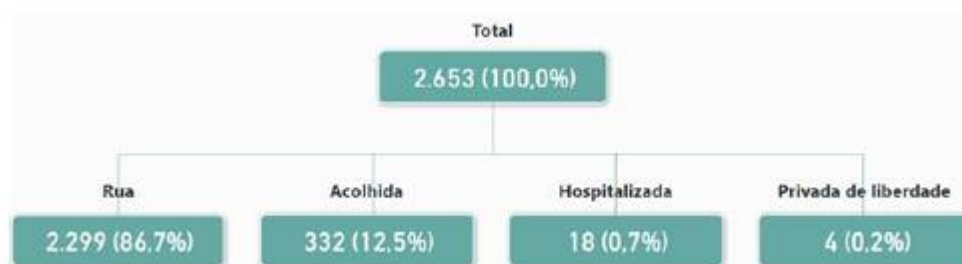 Total
2.653 (100,0%)
Rua
Acolhida
Hospitalizada
Privada de liberdade
2.299 (86,7%)
332 (12,5%)
18 (0,7%)
4 (0,2%)